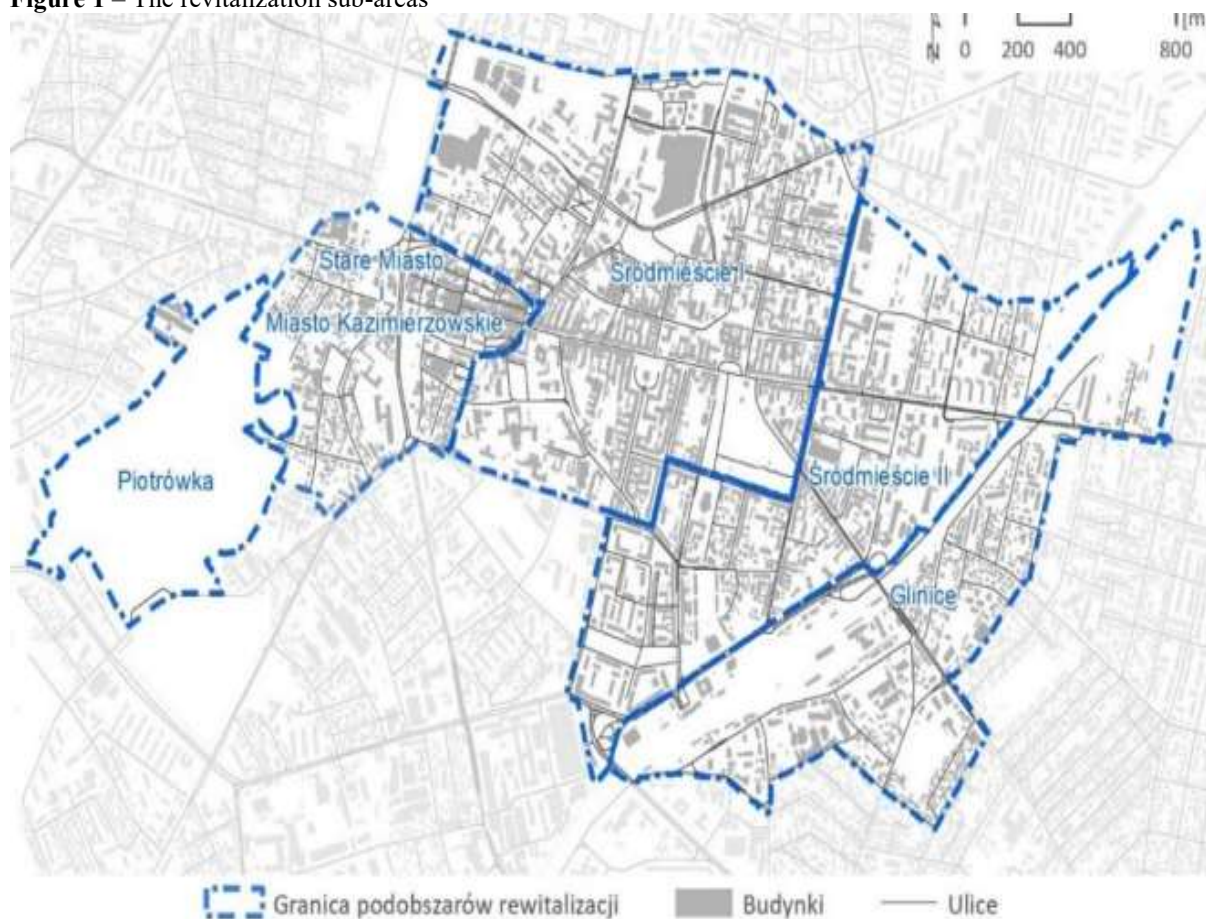 Figure 1 – The revitalization sub-areas
N 0 200 400 800 [m
Stare Miasto
Śródmieście I
Miasto Kazimierzowskie
Piotrówka
Śródmieście II
Glinice
Granica podobszarów rewitalizacji Budynki Ulice